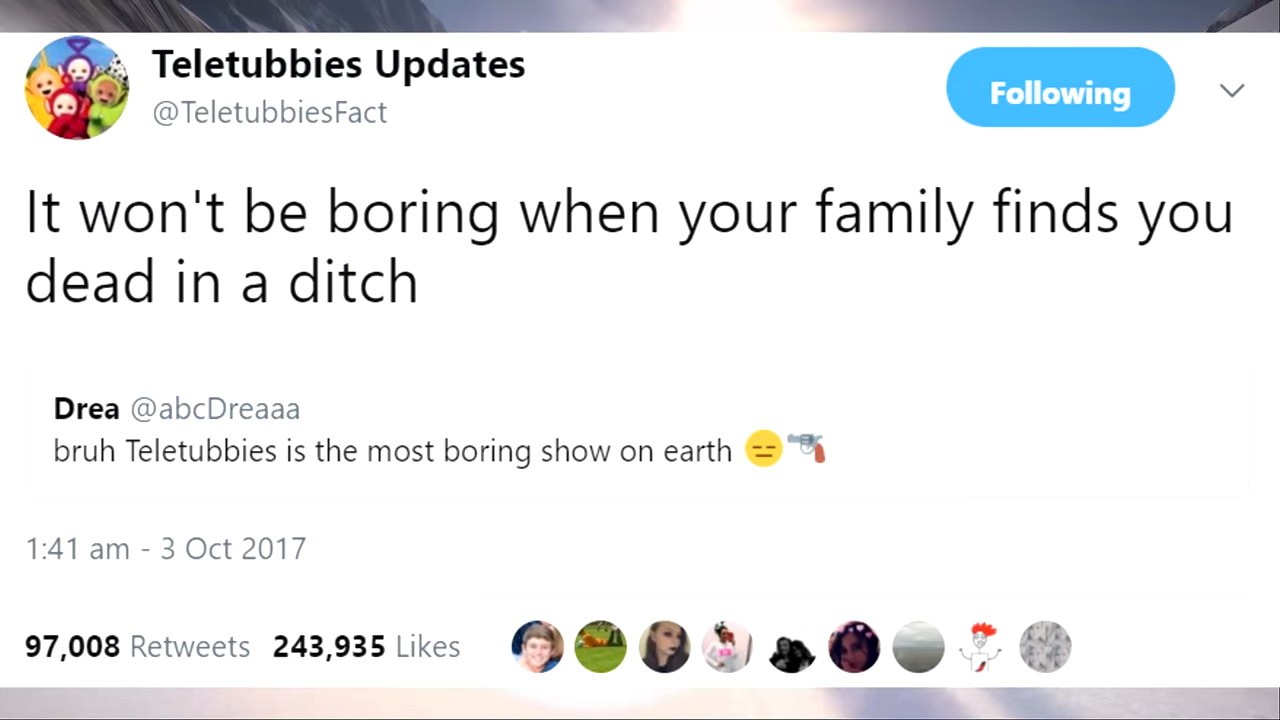 Teletubbies Updates
@TeletubbiesFact
Following
It won't be boring when your family finds you
dead in a ditch
Drea @abcDreaaa
bruh Teletubbies is the most boring show on earth 😑🔫
1:41 am - 3 Oct 2017
97,008 Retweets 243,935 Likes